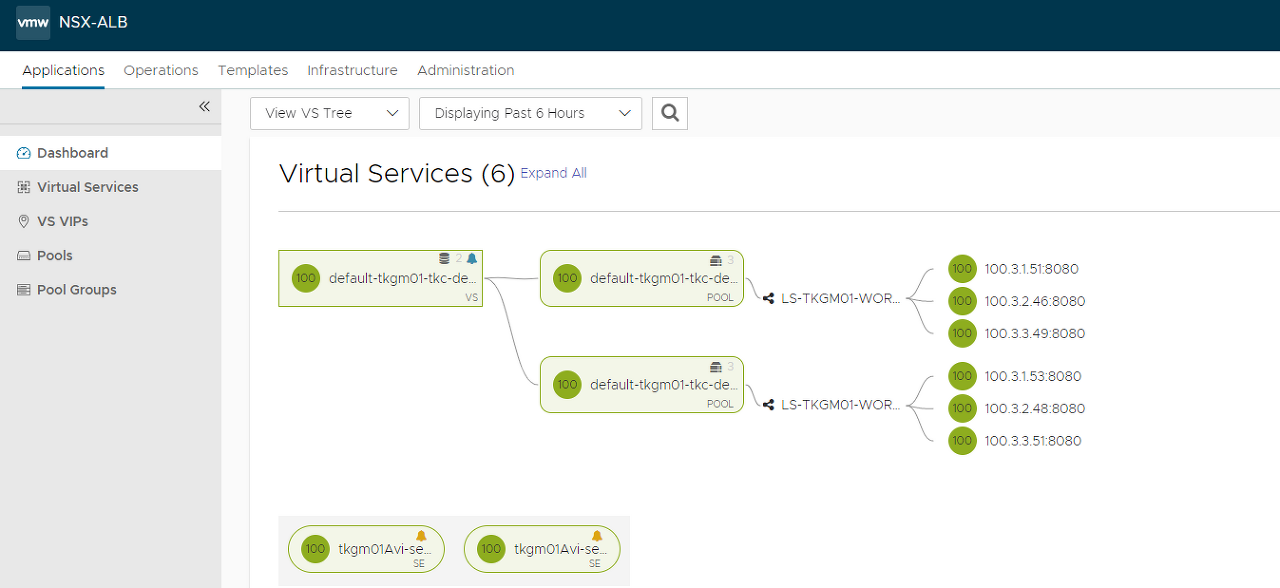 vmw NSX-ALB
Applications Operations Templates Infrastructure Administration
View VS Tree Displaying Past 6 Hours
Dashboard
Virtual Services
VS VIPs
Pools
Pool Groups
Virtual Services (6) Expand All
2
100 default-tkgm01-tkc-de...
VS
3
100 default-tkgm01-tkc-de...
POOL
LS-TKGM01-WOR...
100 100.3.1.51:8080
100 100.3.2.46:8080
100 100.3.3.49:8080
3
100 default-tkgm01-tkc-de...
POOL
LS-TKGM01-WOR...
100 100.3.1.53:8080
100 100.3.2.48:8080
100 100.3.3.51:8080
100 tkgm01Avi-se...
SE
100 tkgm01Avi-se...
SE